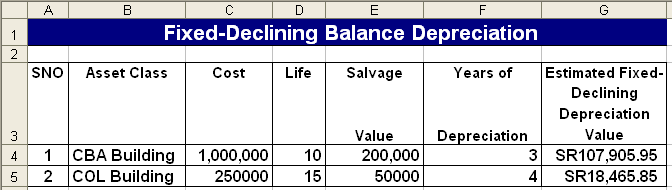 A B C D E F G
1 Fixed-Declining Balance Depreciation
2
SNO Asset Class Cost Life Salvage Years of Estimated Fixed-
Declining
Depreciation
3 Value Depreciation Value
4 1 CBA Building 1,000,000 10 200,000 3 SR107,905.95
5 2 COL Building 250000 15 50000 4 SR18,465.85